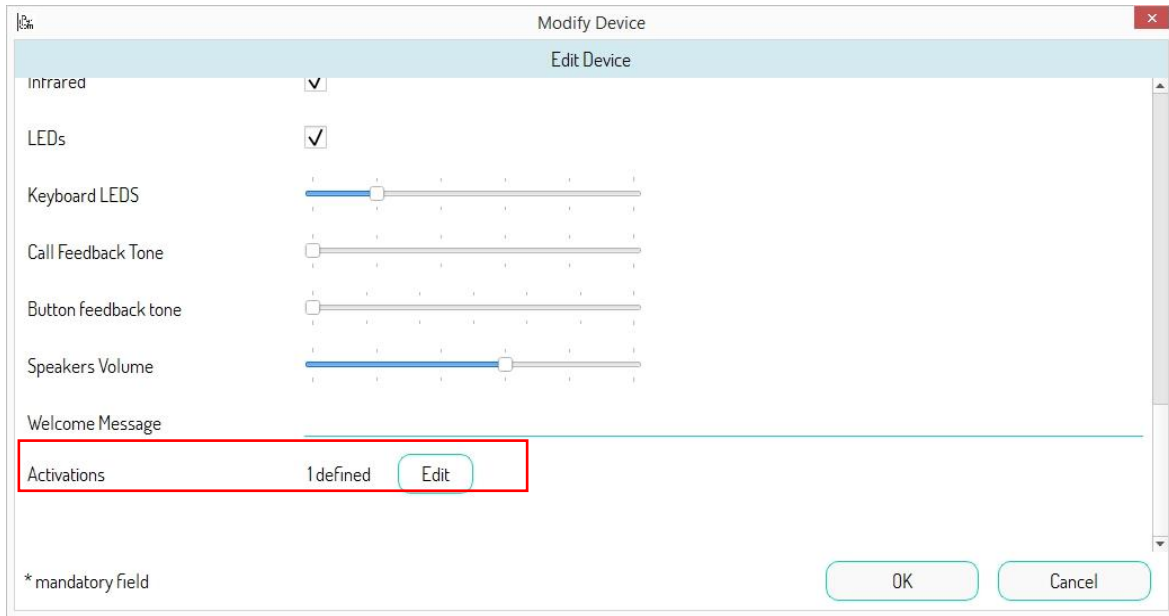 Modify Device
Edit Device
Infrared
LEDs
Keyboard LEDS
Call Feedback Tone
Button feedback tone
Speakers Volume
Welcome Message
Activations 1 defined Edit
* mandatory field OK Cancel